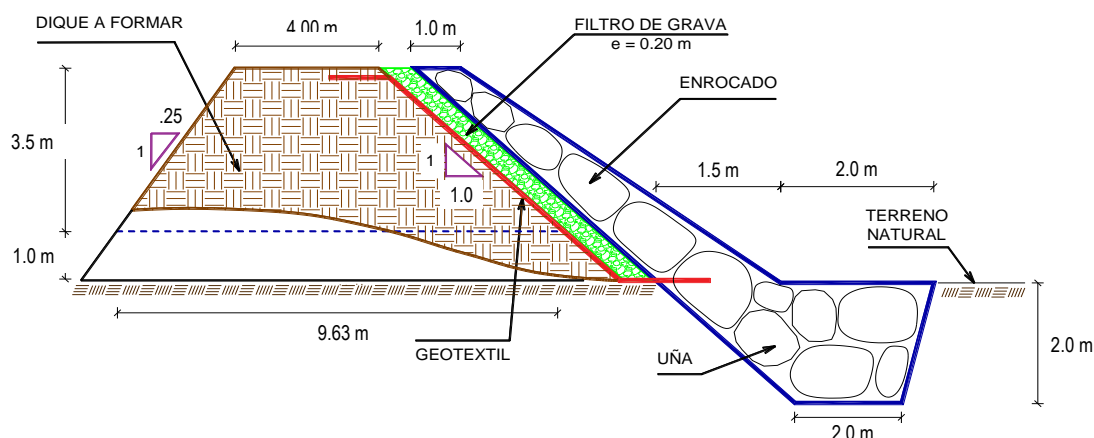 DIQUE A FORMAR
4.00 m
1.0 m
FILTRO DE GRAVA
e = 0.20 m
ENROCADO
3.5 m
1
.25
1
1.0
1.5 m
2.0 m
TERRENO
NATURAL
1.0 m
9.63 m
GEOTEXTIL
UÑA
2.0 m
2.0 m